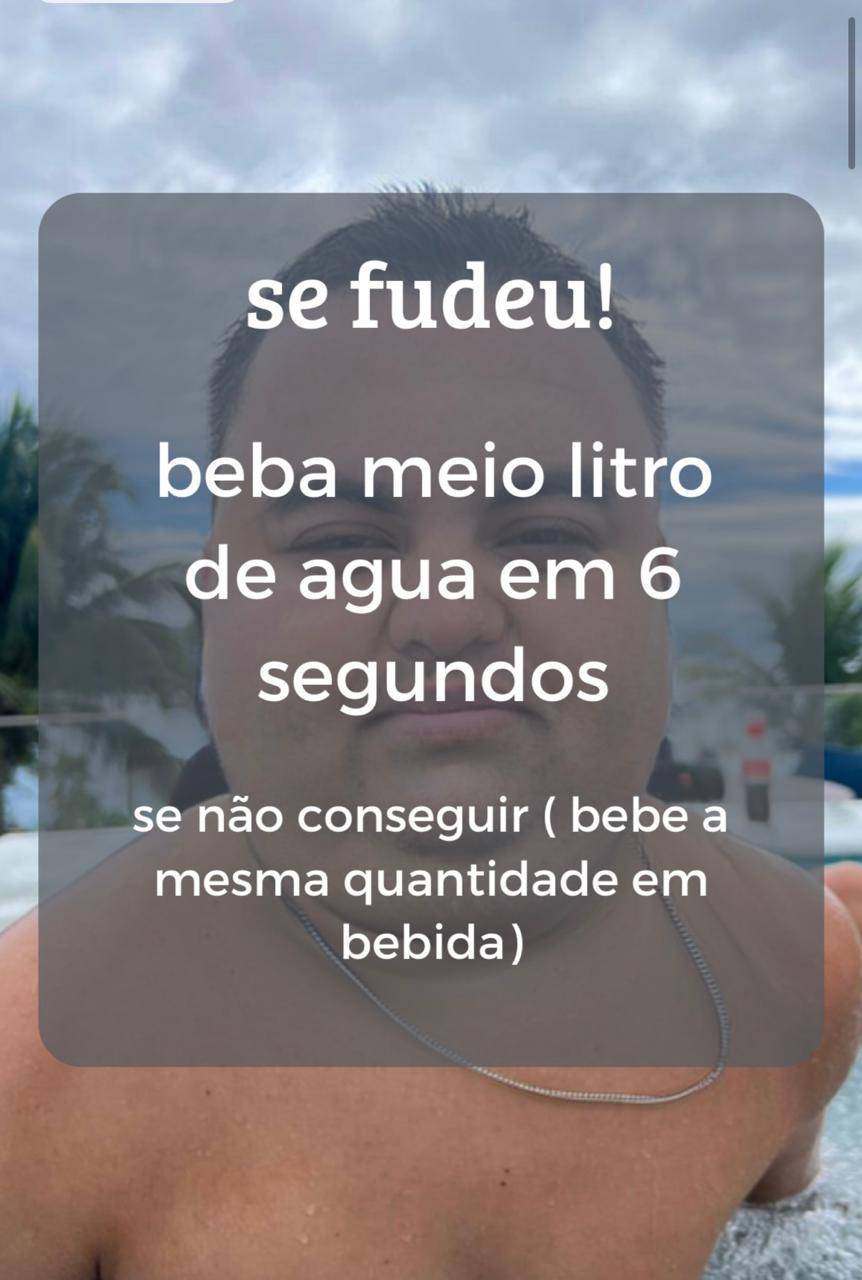 se fudeu!
beba meio litro
de agua em 6
segundos
se não conseguir ( bebe a
mesma quantidade em
bebida)